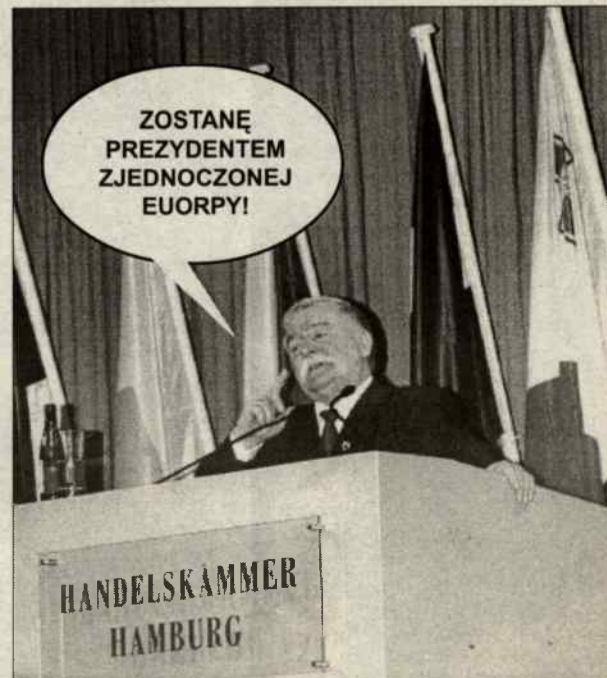 ZOSTANĘ
PREZYDENTEM
ZJEDNOCZONEJ
EUORPY!
HANDELSKAMMER
HAMBURG